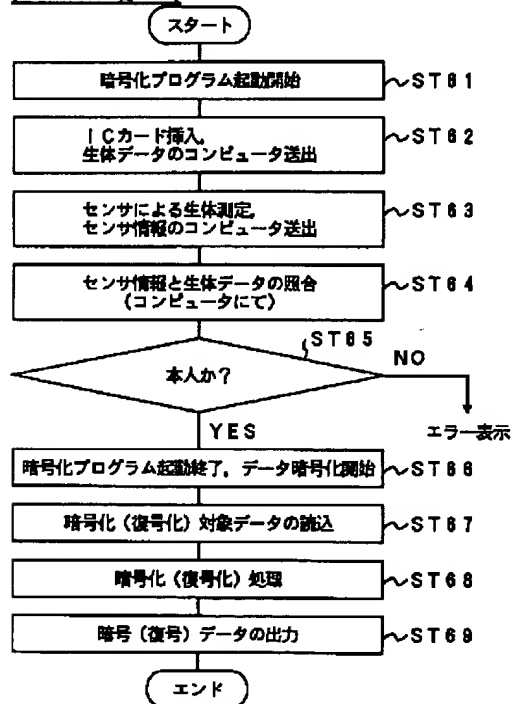 スタート
暗号化プログラム起動開始
～ST61
ICカード挿入,
生体データのコンピュータ送出
～ST62
センサによる生体測定,
センサ情報のコンピュータ送出
～ST63
センサ情報と生体データの照合
(コンピュータにて)
～ST64
ST65
本人か？
NO
エラー表示
YES
暗号化プログラム起動終了, データ暗号化開始
～ST66
暗号化（復号化）対象データの読込
～ST67
暗号化（復号化）処理
～ST68
暗号（復号）データの出力
～ST69
エンド